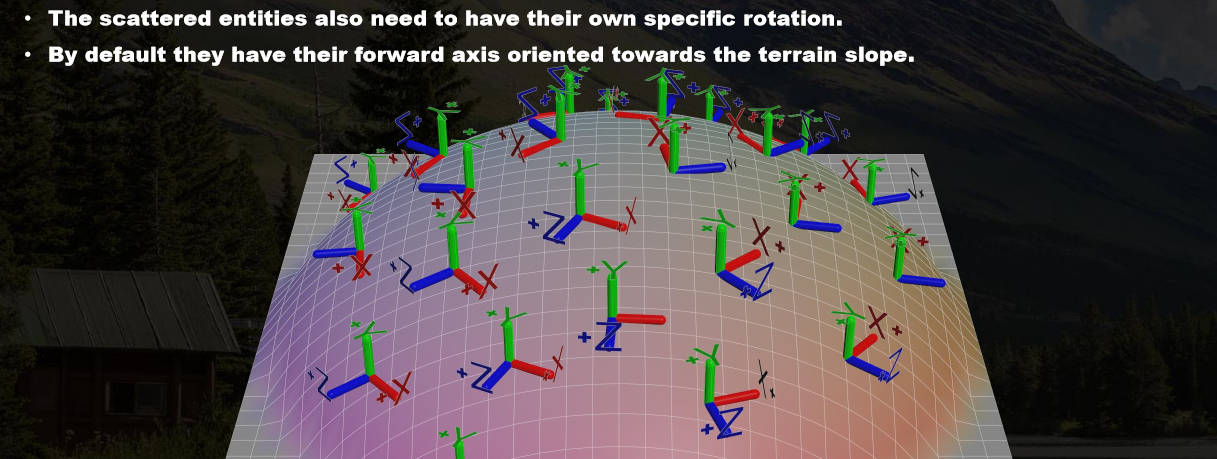 • The scattered entities also need to have their own specific rotation.
• By default they have their forward axis oriented towards the terrain slope.